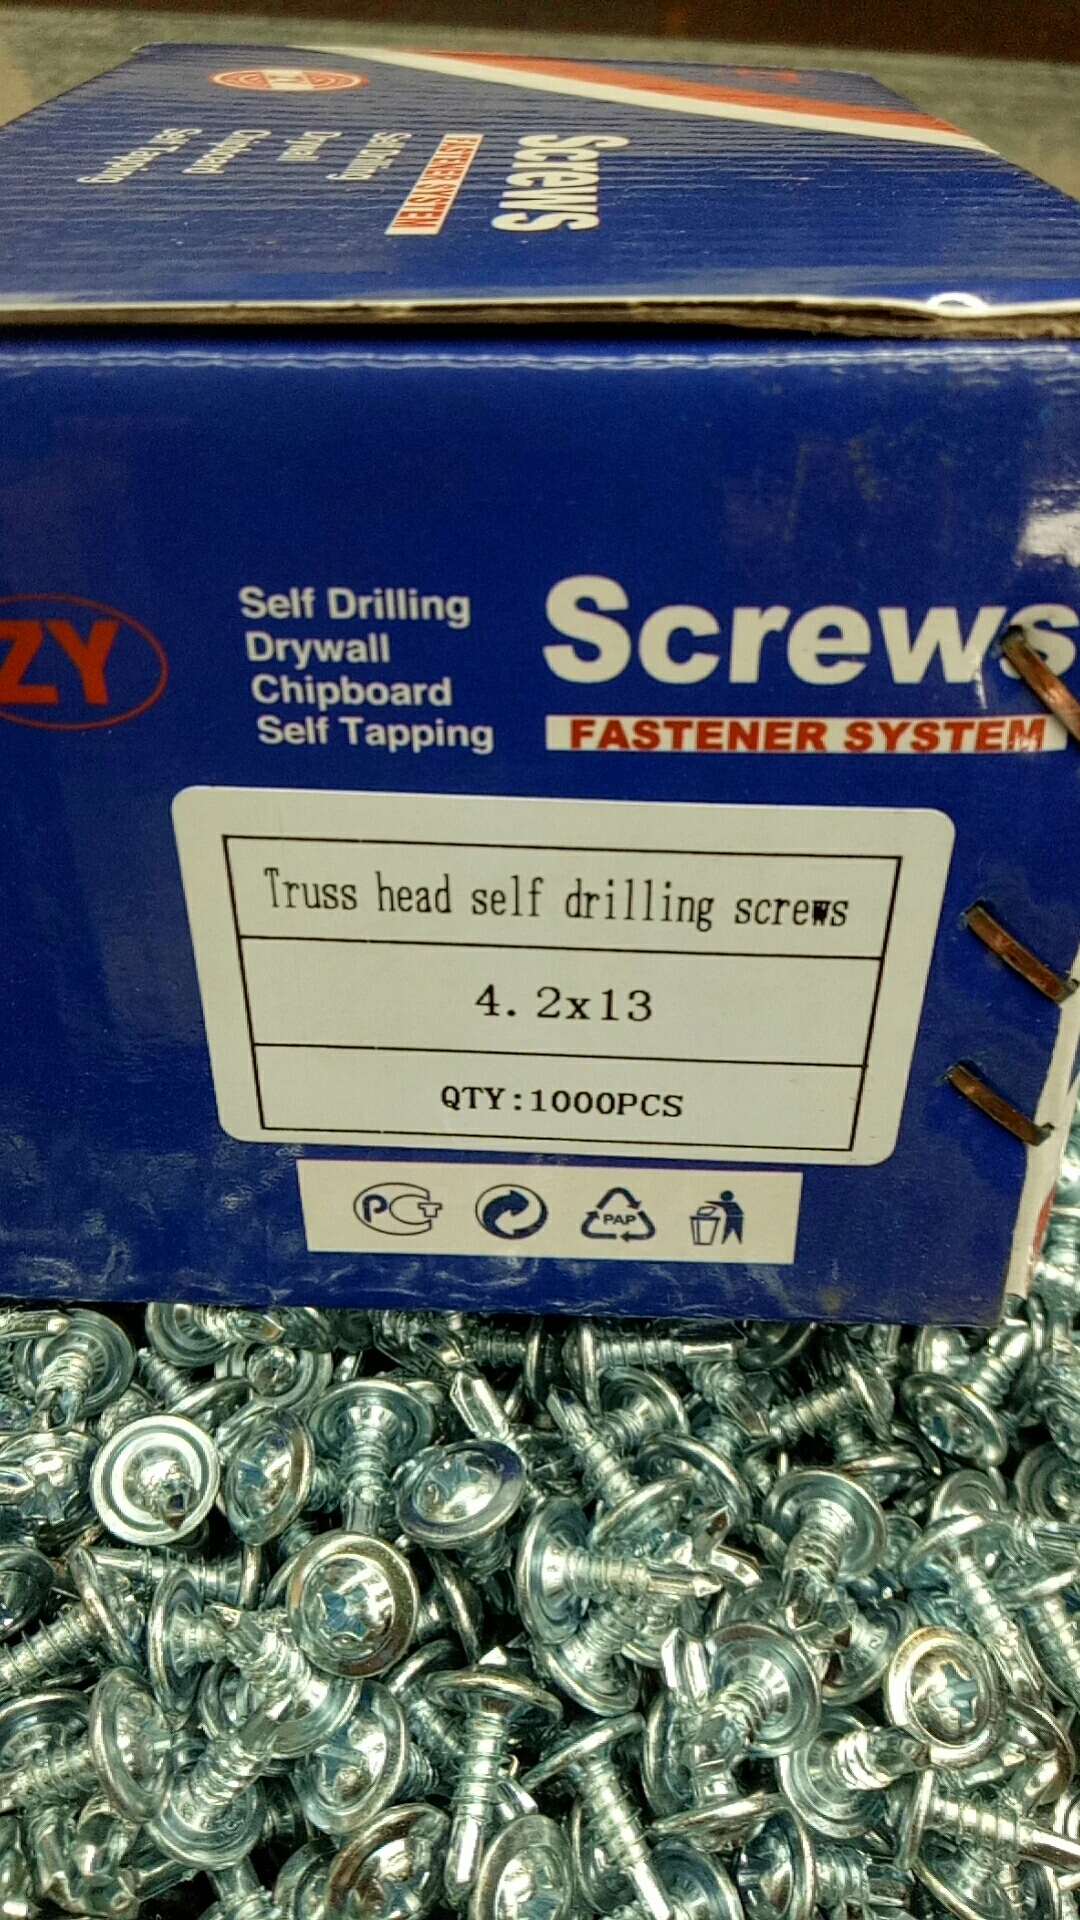 Screws
FASTENER SYSTEM
Self Drilling
Drywall
Chipboard
Self Tapping
ZY
Self Drilling
Drywall
Chipboard
Self Tapping
Screws
FASTENER SYSTEM
Truss head self drilling screws
4.2x13
QTY:1000PCS
PCT
PAP